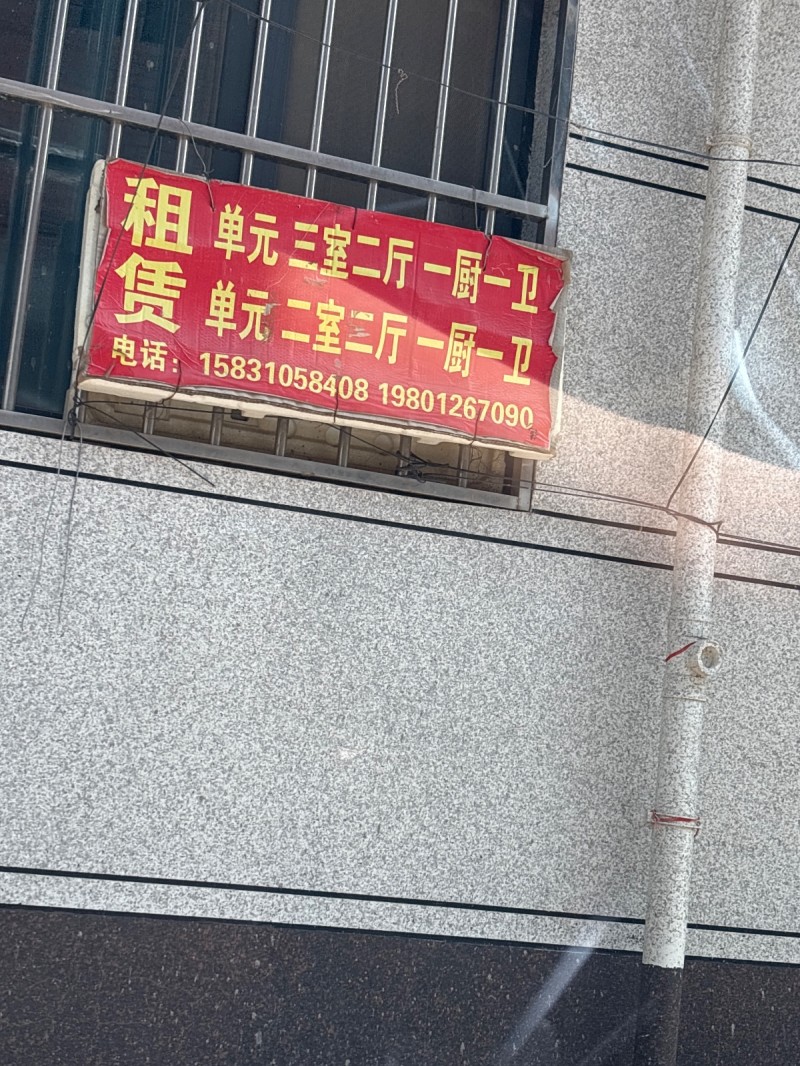 租赁
单元 三室二厅一厨一卫
单元 二室二厅一厨一卫
电话：15831058408 19801267090